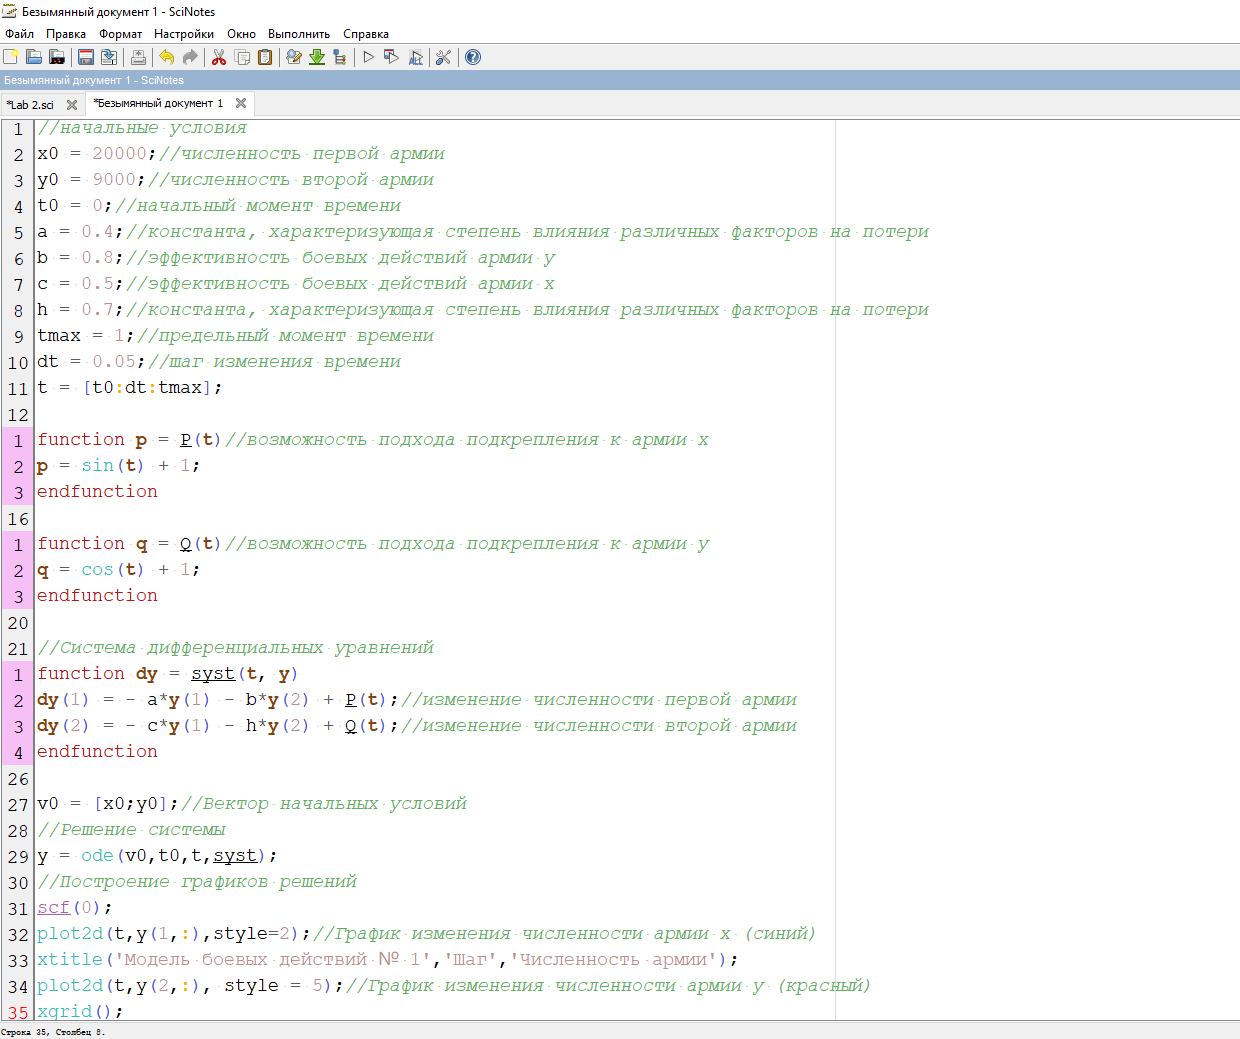 Безымянный документ 1 - SciNotes
Файл Правка Формат Настройки Окно Выполнить Справка
Безымянный документ 1 - SciNotes
*Lab 2.sci
*Безымянный документ 1
1 //начальные условия
2 x0 = 20000;//численность первой армии
3 y0 = 9000;//численность второй армии
4 t0 = 0;//начальный момент времени
5 a = 0.4;//константа, характеризующая степень влияния различных факторов на потери
6 b = 0.8;//эффективность боевых действий армии y
7 c = 0.5;//эффективность боевых действий армии x
8 h = 0.7;//константа, характеризующая степень влияния различных факторов на потери
9 tmax = 1;//предельный момент времени
10 dt = 0.05;//шаг изменения времени
11 t = [t0:dt:tmax];
12
1 function p = P(t)//возможность подхода подкрепления к армии x
2 p = sin(t) + 1;
3 endfunction
16
1 function q = Q(t)//возможность подхода подкрепления к армии y
2 q = cos(t) + 1;
3 endfunction
20
21 //Система дифференциальных уравнений
1 function dy = syst(t, y)
2 dy(1) = - a*y(1) - b*y(2) + P(t);//изменение численности первой армии
3 dy(2) = - c*y(1) - h*y(2) + Q(t);//изменение численности второй армии
4 endfunction
26
27 v0 = [x0;y0];//Вектор начальных условий
28 //Решение системы
29 y = ode(v0,t0,t,syst);
30 //Построение графиков решений
31 scf(0);
32 plot2d(t,y(1,:),style=2);//График изменения численности армии x (синий)
33 xtitle('Модель боевых действий № 1','Шаг','Численность армии');
34 plot2d(t,y(2,:), style = 5);//График изменения численности армии y (красный)
35 xgrid();
Строка 35, Столбец 8.